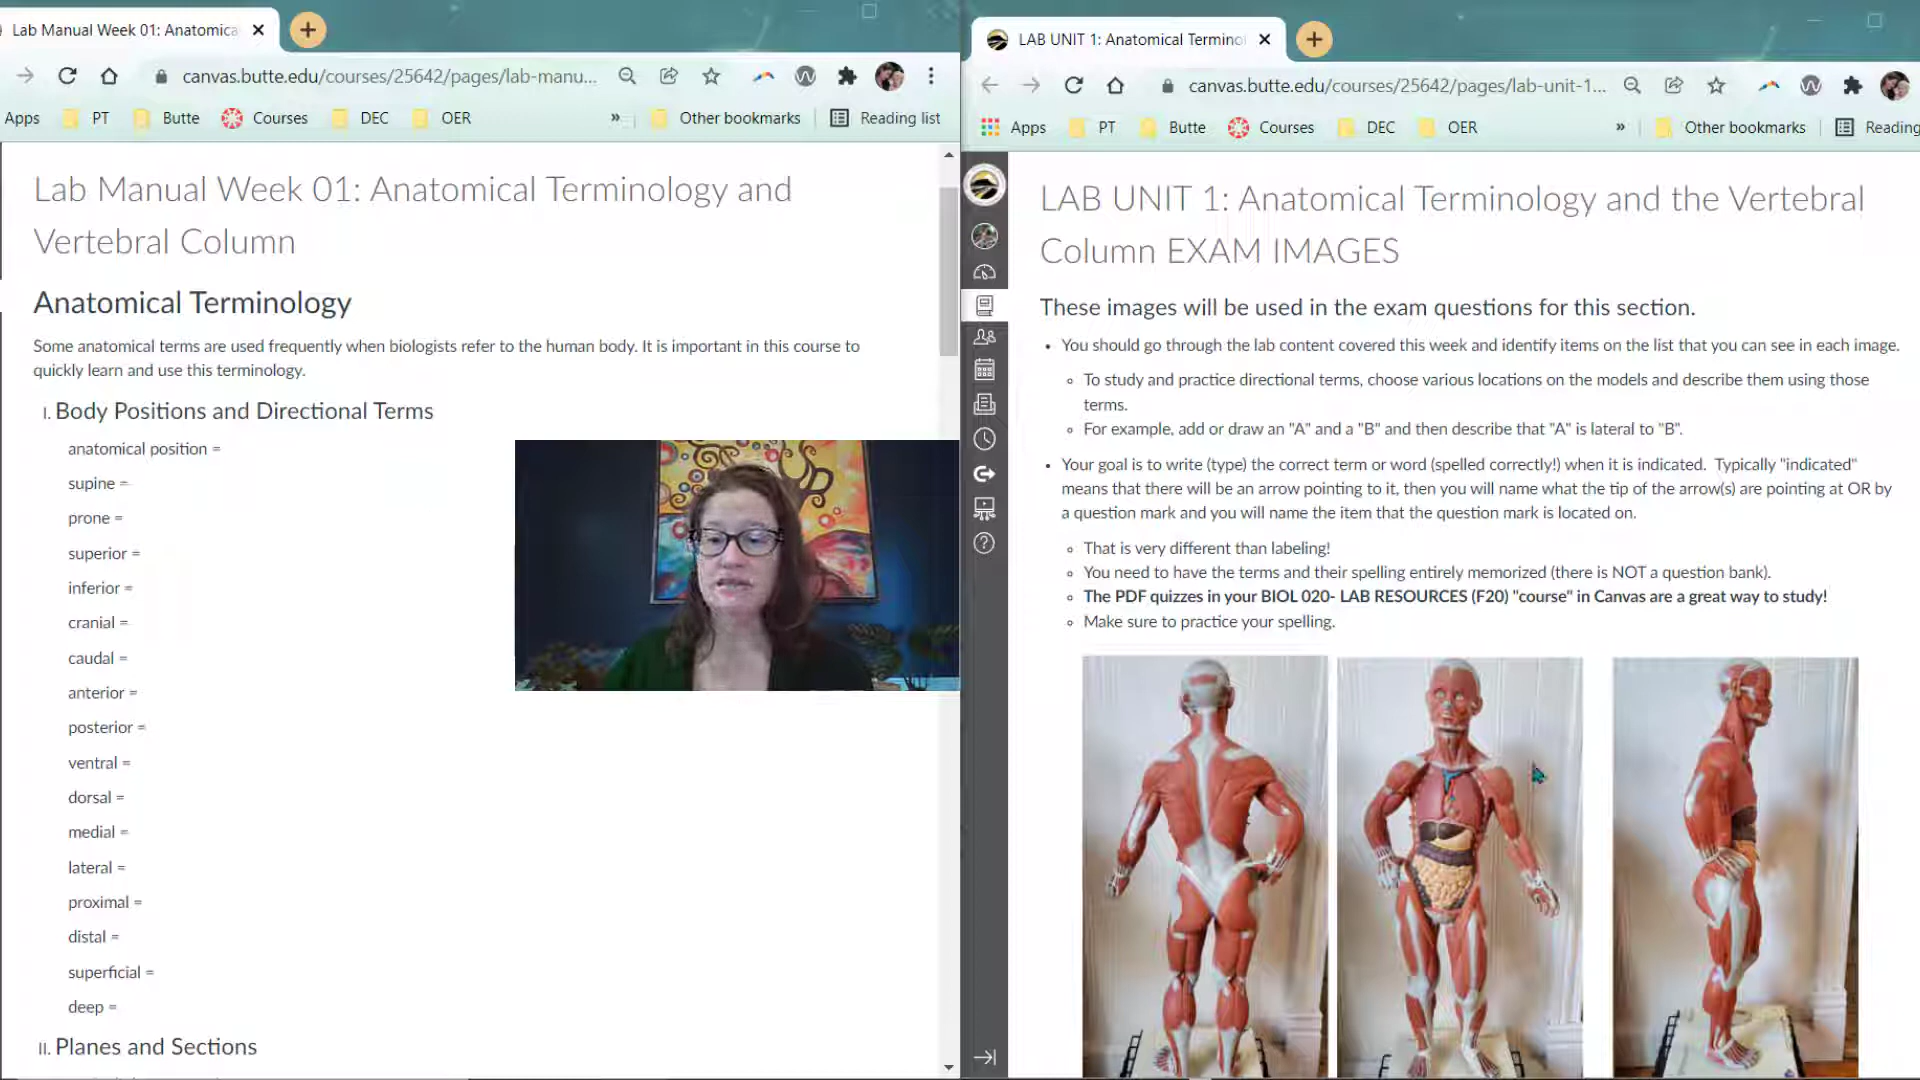 Lab Manual Week 01: Anatomica
canvas.butte.edu/courses/25642/pages/lab-manu...
Apps PT Butte Courses DEC OER » Other bookmarks Reading list
Lab Manual Week 01: Anatomical Terminology and
Vertebral Column
Anatomical Terminology
Some anatomical terms are used frequently when biologists refer to the human body. It is important in this course to
quickly learn and use this terminology.
I. Body Positions and Directional Terms
anatomical position =
supine =
prone =
superior =
inferior =
cranial =
caudal =
anterior =
posterior =
ventral =
dorsal =
medial =
lateral =
proximal =
distal =
superficial =
deep =
II. Planes and Sections
LAB UNIT 1: Anatomical Terminol
canvas.butte.edu/courses/25642/pages/lab-unit-1...
Apps PT Butte Courses DEC OER » Other bookmarks Reading
LAB UNIT 1: Anatomical Terminology and the Vertebral
Column EXAM IMAGES
These images will be used in the exam questions for this section.
• You should go through the lab content covered this week and identify items on the list that you can see in each image.
◦ To study and practice directional terms, choose various locations on the models and describe them using those
terms.
◦ For example, add or draw an "A" and a "B" and then describe that "A" is lateral to "B".
• Your goal is to write (type) the correct term or word (spelled correctly!) when it is indicated. Typically "indicated"
means that there will be an arrow pointing to it, then you will name what the tip of the arrow(s) are pointing at OR by
a question mark and you will name the item that the question mark is located on.
◦ That is very different than labeling!
◦ You need to have the terms and their spelling entirely memorized (there is NOT a question bank).
◦ The PDF quizzes in your BIOL 020- LAB RESOURCES (F20) "course" in Canvas are a great way to study!
◦ Make sure to practice your spelling.